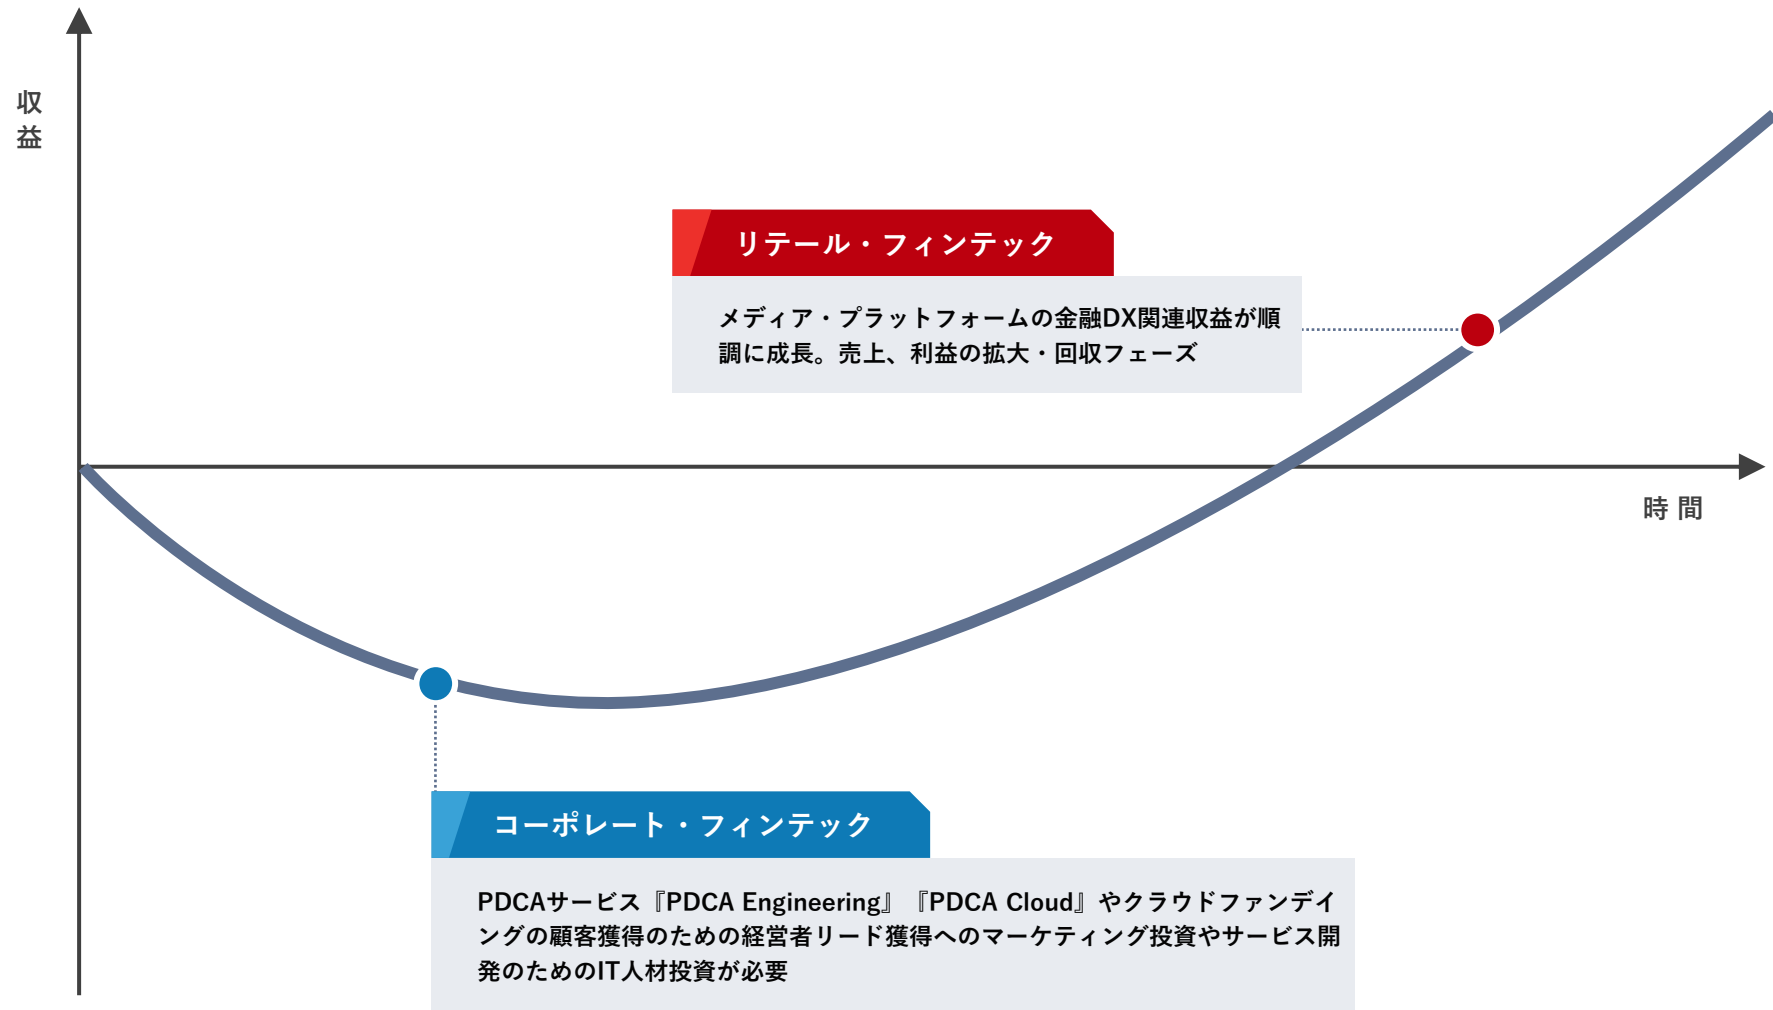 収益
リテール・フィンテック
メディア・プラットフォームの金融DX関連収益が順
調に成長。売上、利益の拡大・回収フェーズ
時間
コーポレート・フィンテック
PDCAサービス『PDCA Engineering』『PDCA Cloud』やクラウドファンデイ
ングの顧客獲得のための経営者リード獲得へのマーケティング投資やサービス開
発のためのIT人材投資が必要